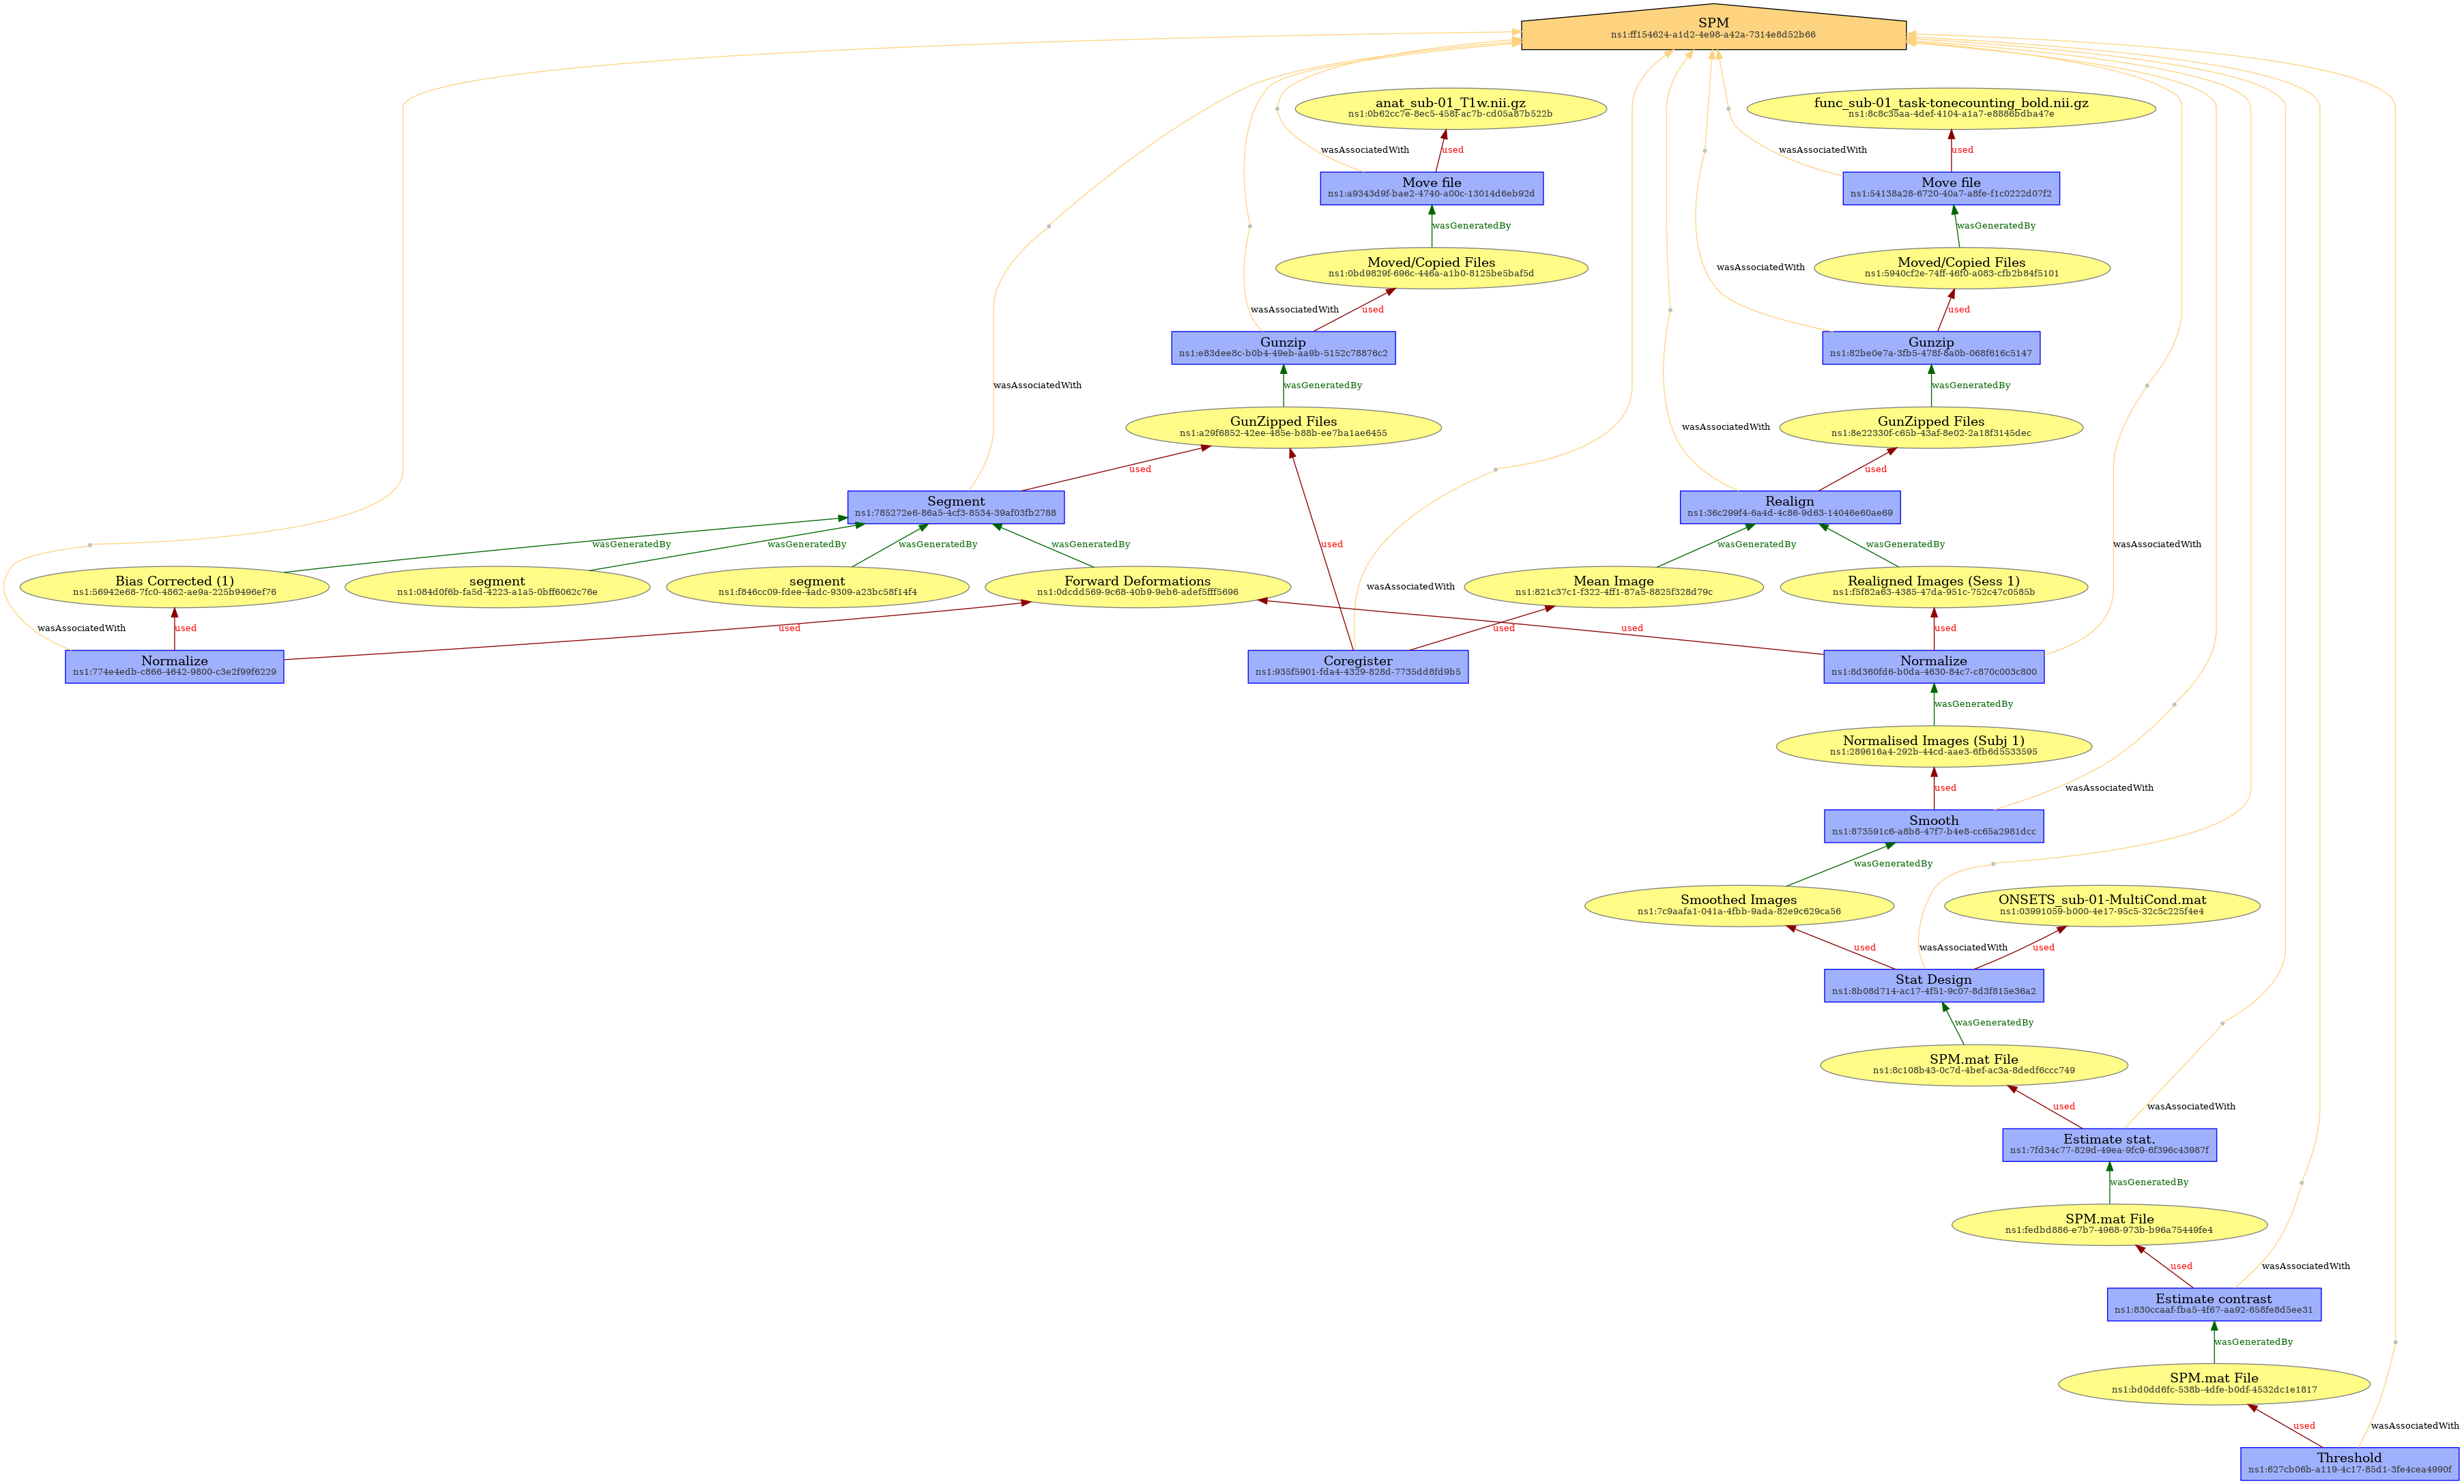 SPM
ns1:ff154624-a1d2-4e98-a42a-7314e8d52b66
anat_sub-01_T1w.nii.gz
ns1:0b62cc7e-8ec5-458f-ac7b-cd05a87b522b
func_sub-01_task-tonecounting_bold.nii.gz
ns1:8c8c35aa-4def-4104-a1a7-e8886bdba47e
wasAssociatedWith
used
wasAssociatedWith
used
Move file
ns1:a9343d9f-bae2-4740-a00c-13014d6eb92d
Move file
ns1:54138a28-6720-40a7-a8fe-f1c0222d07f2
wasGeneratedBy
wasGeneratedBy
Moved/Copied Files
ns1:0bd9829f-696c-446a-a1b0-8125be5baf5d
wasAssociatedWith
Moved/Copied Files
ns1:5940cf2e-74ff-46f0-a083-cfb2b84f5101
wasAssociatedWith
used
used
Gunzip
ns1:e83dee8c-b0b4-49eb-aa9b-5152c78876c2
Gunzip
ns1:82be0e7a-3fb5-478f-8a0b-068f616c5147
wasAssociatedWith
wasGeneratedBy
wasGeneratedBy
GunZipped Files
ns1:a29f6852-42ee-485e-b88b-ee7ba1ae6455
wasAssociatedWith
GunZipped Files
ns1:8e22330f-c65b-43af-8e02-2a18f3145dec
used
used
Segment
ns1:785272e6-86a5-4cf3-8534-39af03fb2788
Realign
ns1:36c299f4-6a4d-4c86-9d63-14046e60ae69
wasGeneratedBy
wasGeneratedBy
wasGeneratedBy
wasGeneratedBy
used
wasGeneratedBy
wasGeneratedBy
wasAssociatedWith
Bias Corrected (1)
ns1:56942e68-7fc0-4862-ae9a-225b9496ef76
segment
ns1:084d0f6b-fa5d-4223-a1a5-0bff6062c76e
segment
ns1:f846cc09-fdee-4adc-9309-a23bc58f14f4
Forward Deformations
ns1:0dcdd569-9c68-40b9-9eb6-adef5fff5696
wasAssociatedWith
Mean Image
ns1:821c37c1-f322-4ff1-87a5-8825f328d79c
Realigned Images (Sess 1)
ns1:f5f82a63-4385-47da-951c-752c47c0585b
wasAssociatedWith
used
used
used
used
used
Normalize
ns1:774e4edb-c866-4642-9800-c3e2f99f6229
Coregister
ns1:935f5901-fda4-4329-828d-7735dd8fd9b5
Normalize
ns1:8d360fd6-b0da-4630-84c7-c870c003c800
wasGeneratedBy
Normalised Images (Subj 1)
ns1:289616a4-292b-44cd-aae3-6fb6d5533595
used
wasAssociatedWith
Smooth
ns1:873591c6-a8b8-47f7-b4e8-cc65a2981dcc
wasGeneratedBy
Smoothed Images
ns1:7c9aafa1-041a-4fbb-9ada-82e9c629ca56
ONSETS_sub-01-MultiCond.mat
ns1:03991059-b000-4e17-95c5-32c5c225f4e4
used
wasAssociatedWith
used
Stat Design
ns1:8b08d714-ac17-4f51-9c07-8d3f815e36a2
wasGeneratedBy
SPM.mat File
ns1:8c108b43-0c7d-4bef-ac3a-8dedf6ccc749
used
wasAssociatedWith
Estimate stat.
ns1:7fd34c77-829d-49ea-9fc9-6f396c43987f
wasGeneratedBy
SPM.mat File
ns1:fedbd886-e7b7-4968-973b-b96a75449fe4
used
wasAssociatedWith
Estimate contrast
ns1:830ccaaf-fba5-4f67-aa92-658fe8d5ee31
wasGeneratedBy
SPM.mat File
ns1:bd0dd6fc-538b-4dfe-b0df-4532dc1e1817
used
wasAssociatedWith
Threshold
ns1:627cb06b-a119-4c17-85d1-3fe4cea4990f